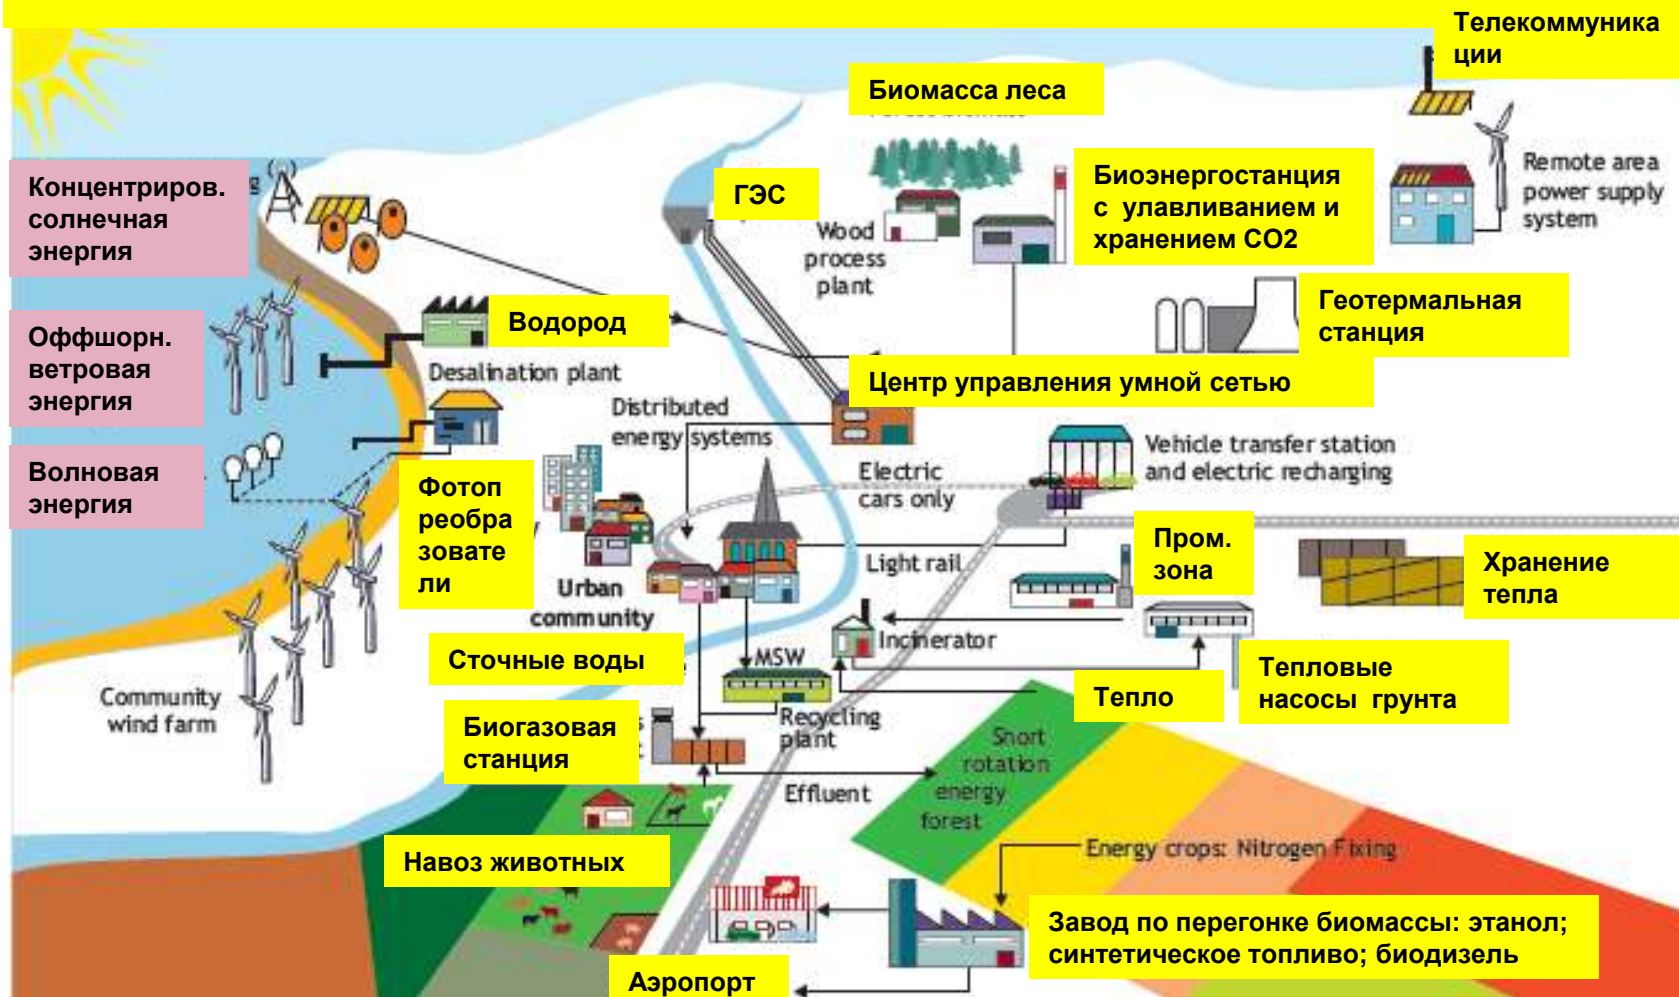 Телекоммуника
ции
Биомасса леса
Концентриров.
солнечная
энергия
ГЭС
Wood
process
plant
Биоэнергостанция
с улавливанием и
хранением СО2
Remote area
power supply
system
Геотермальная
станция
Оффшорн.
ветровая
энергия
Водород
Desalination plant
Центр управления умной сетью
Distributed
energy systems
Vehicle transfer station
and electric recharging
Electric
cars only
Волновая
энергия
Фотоп
реобра
зовате
ли
Light rail
Пром.
зона
Хранение
тепла
Urban
community
Incinerator
Сточные воды
MSW
Тепло
Тепловые
насосы грунта
Community
wind farm
Биогазовая
станция
Recycling
plant
Short
rotation
energy
forest
Effluent
Навоз животных
Energy crops: Nitrogen Fixing
Завод по перегонке биомассы: этанол;
синтетическое топливо; биодизель
Аэропорт